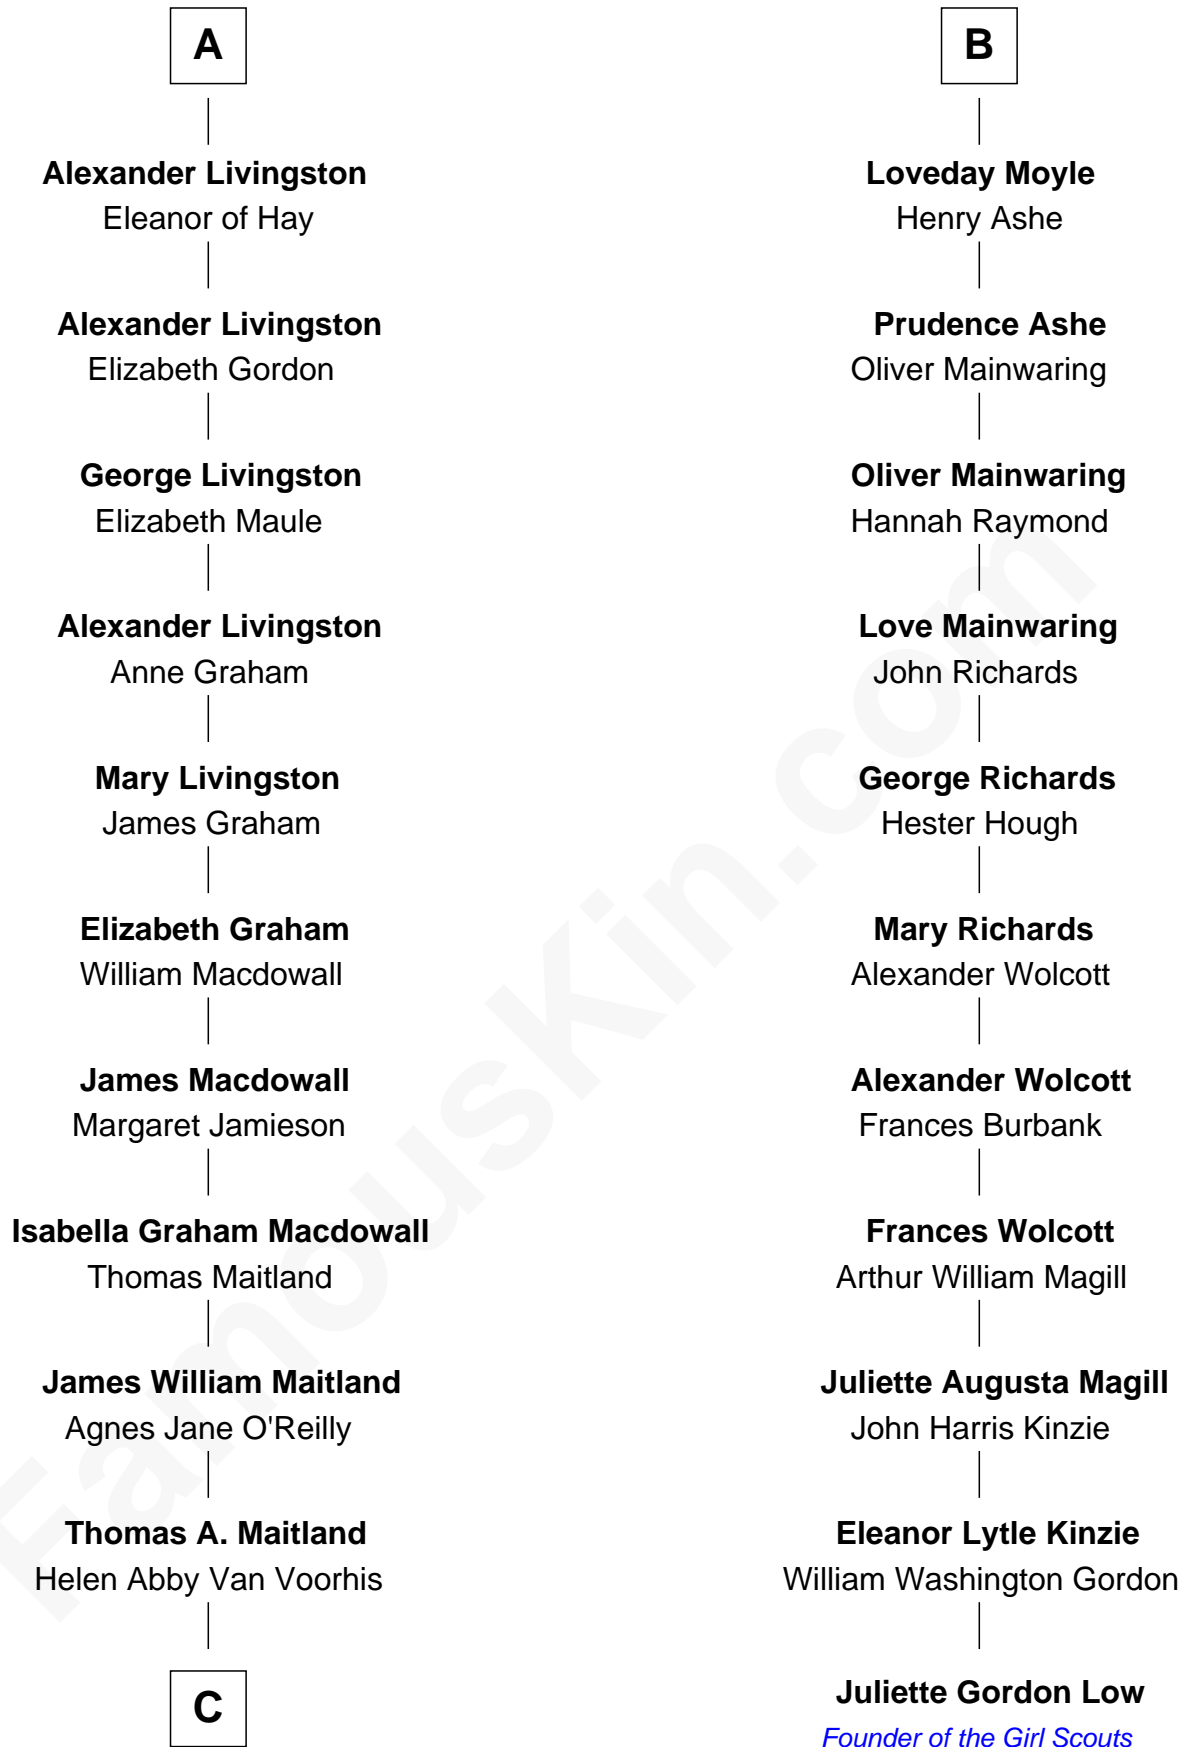 A
Alexander Livingston
Eleanor of Hay
Alexander Livingston
Elizabeth Gordon
George Livingston
Elizabeth Maule
Alexander Livingston
Anne Graham
Mary Livingston
James Graham
Elizabeth Graham
William Macdowall
James Macdowall
Margaret Jamieson
Isabella Graham Macdowall
Thomas Maitland
James William Maitland
Agnes Jane O'Reilly
Thomas A. Maitland
Helen Abby Van Voorhis
C
B
Loveday Moyle
Henry Ashe
Prudence Ashe
Oliver Mainwaring
Oliver Mainwaring
Hannah Raymond
Love Mainwaring
John Richards
George Richards
Hester Hough
Mary Richards
Alexander Wolcott
Alexander Wolcott
Frances Burbank
Frances Wolcott
Arthur William Magill
Juliette Augusta Magill
John Harris Kinzie
Eleanor Lytle Kinzie
William Washington Gordon
Juliette Gordon Low
Founder of the Girl Scouts
FamousKin.com